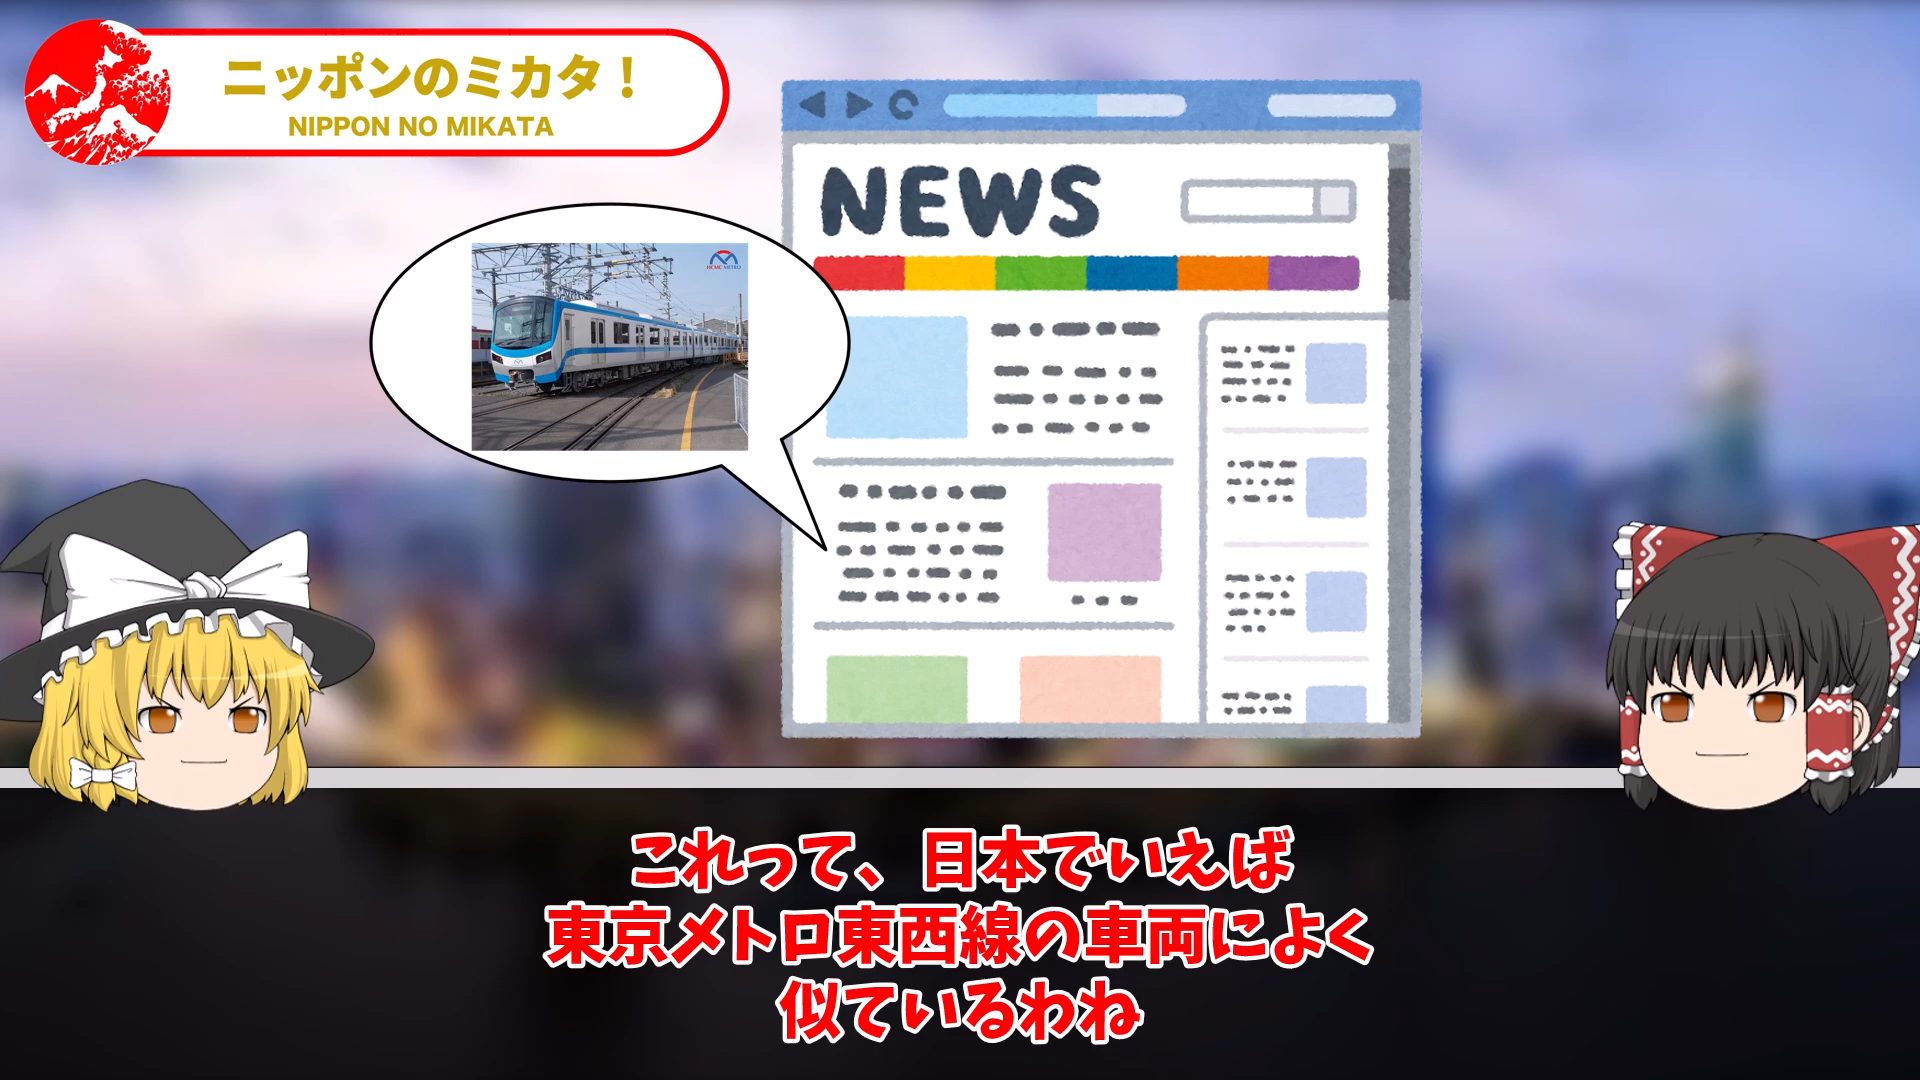 ニッポンのミカタ！
NIPPON NO MIKATA
NEWS
HCMC METRO
これって、日本でいえば
東京メトロ東西線の車両によく
似ているわね